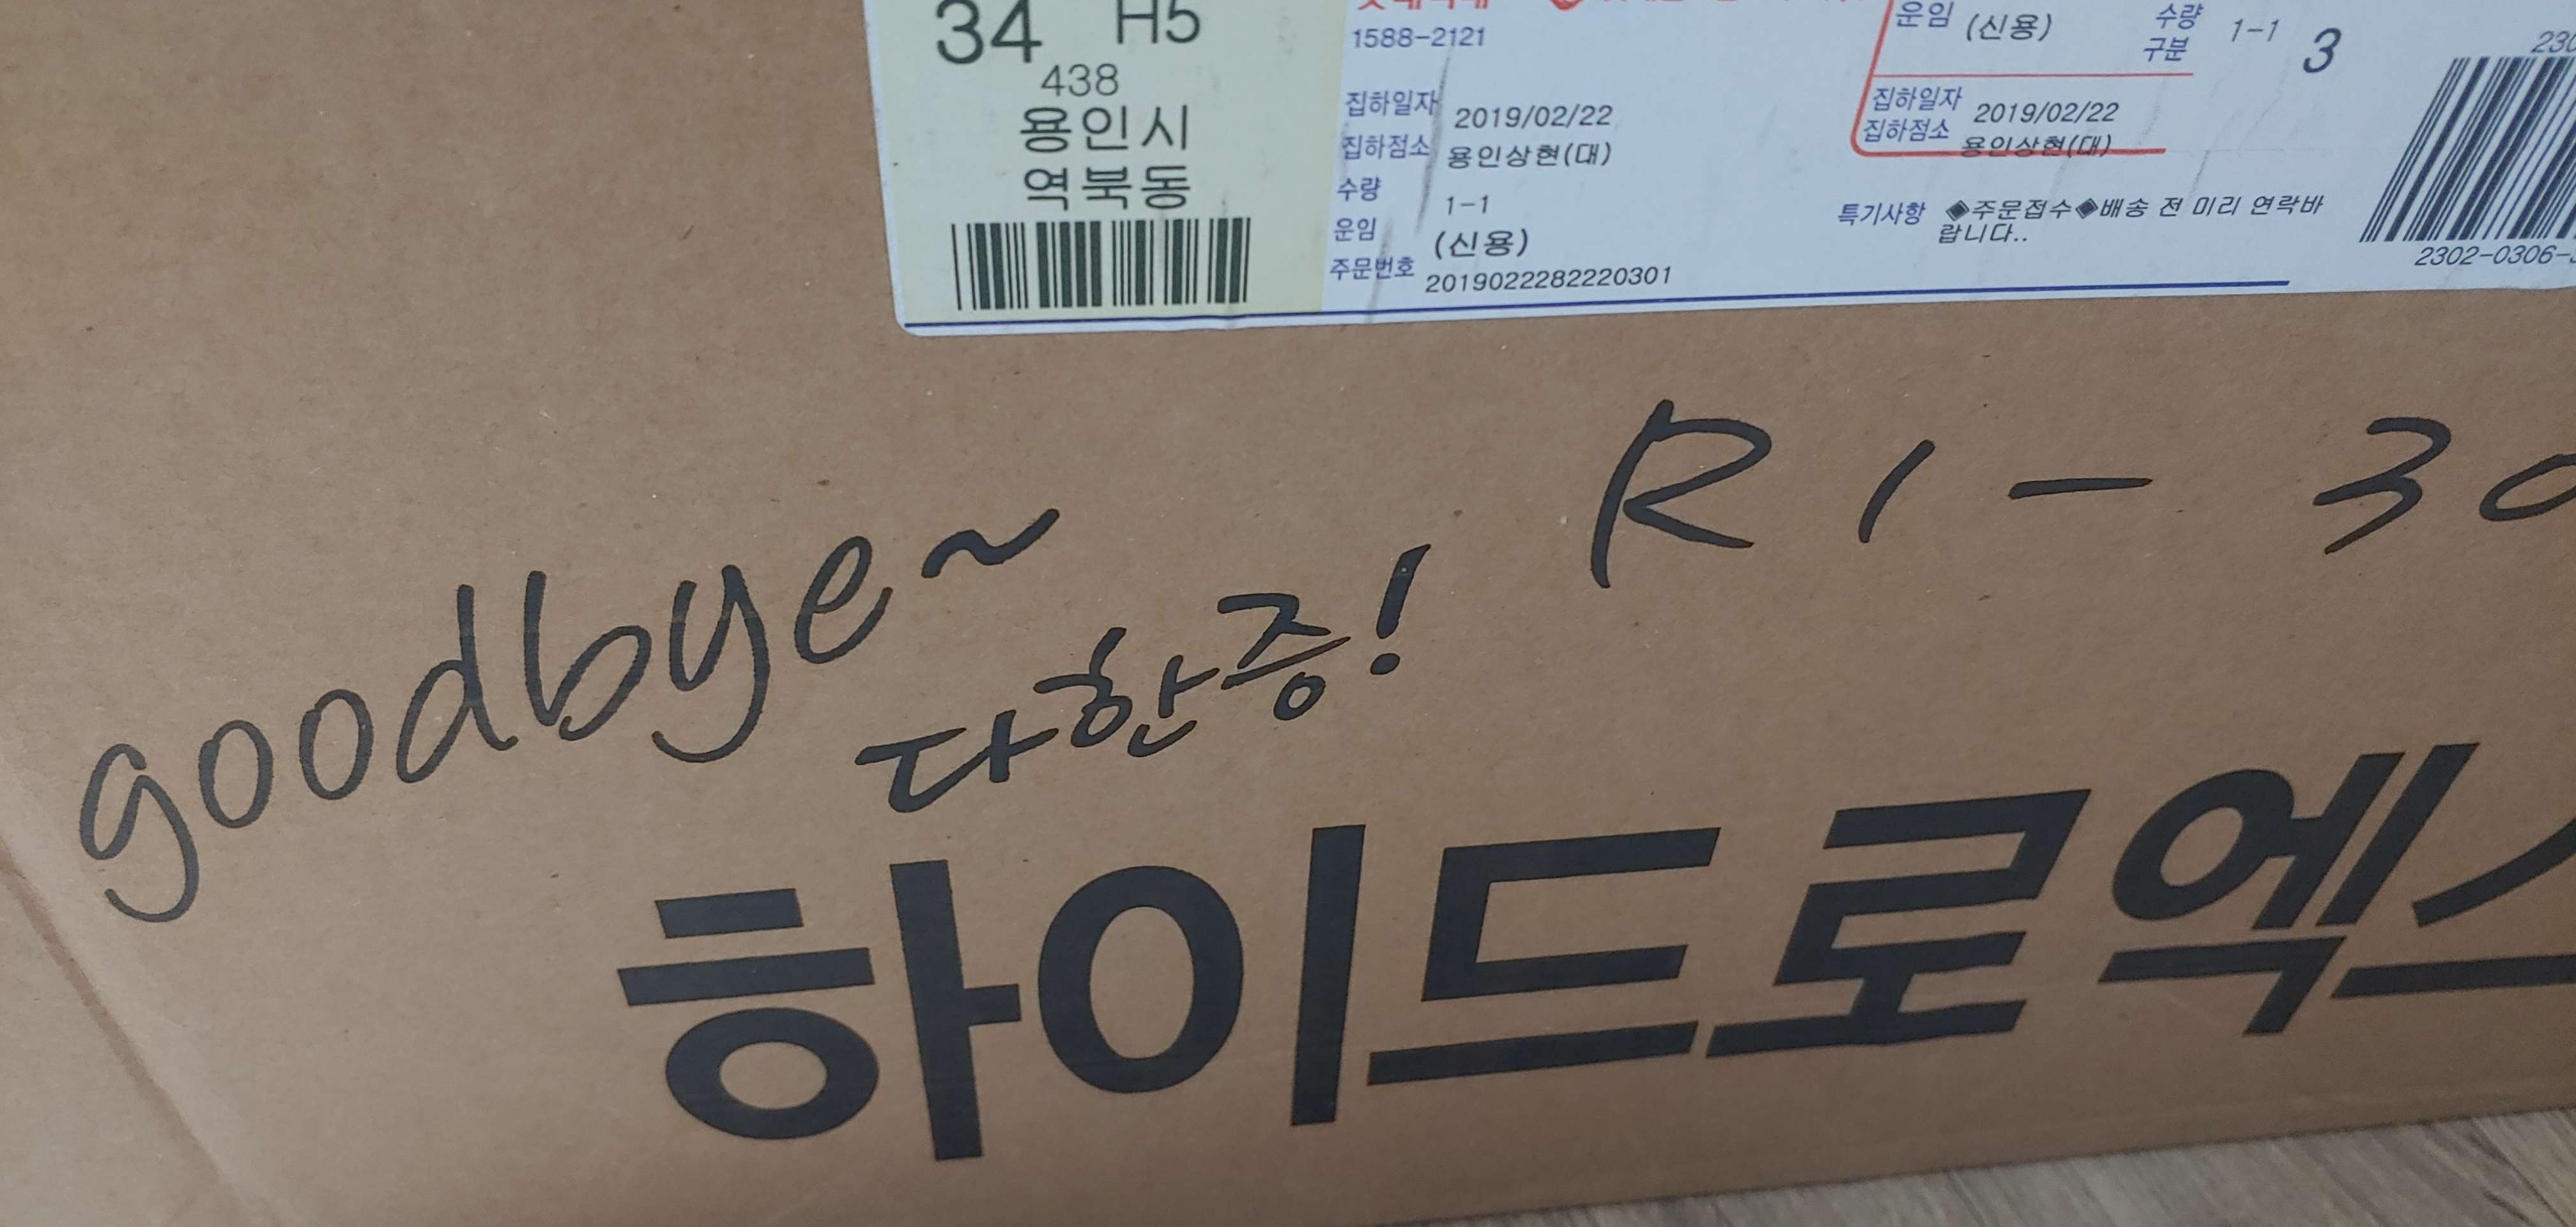 34 H5
438
용인시
역북동
1588-2121
집하일자 2019/02/22
집하점소 용인상현(대)
수량 1-1
운임 (신용)
주문번호 2019022282220301
운임 (신용) 수량 구분 1-1 3
집하일자 2019/02/22
집하점소 용인상현(대)
특기사항 ◆주문접수◆배송 전 미리 연락바
랍니다..
2302-0306-
R1-30
goodbye~
다한증!
하이드로엑스